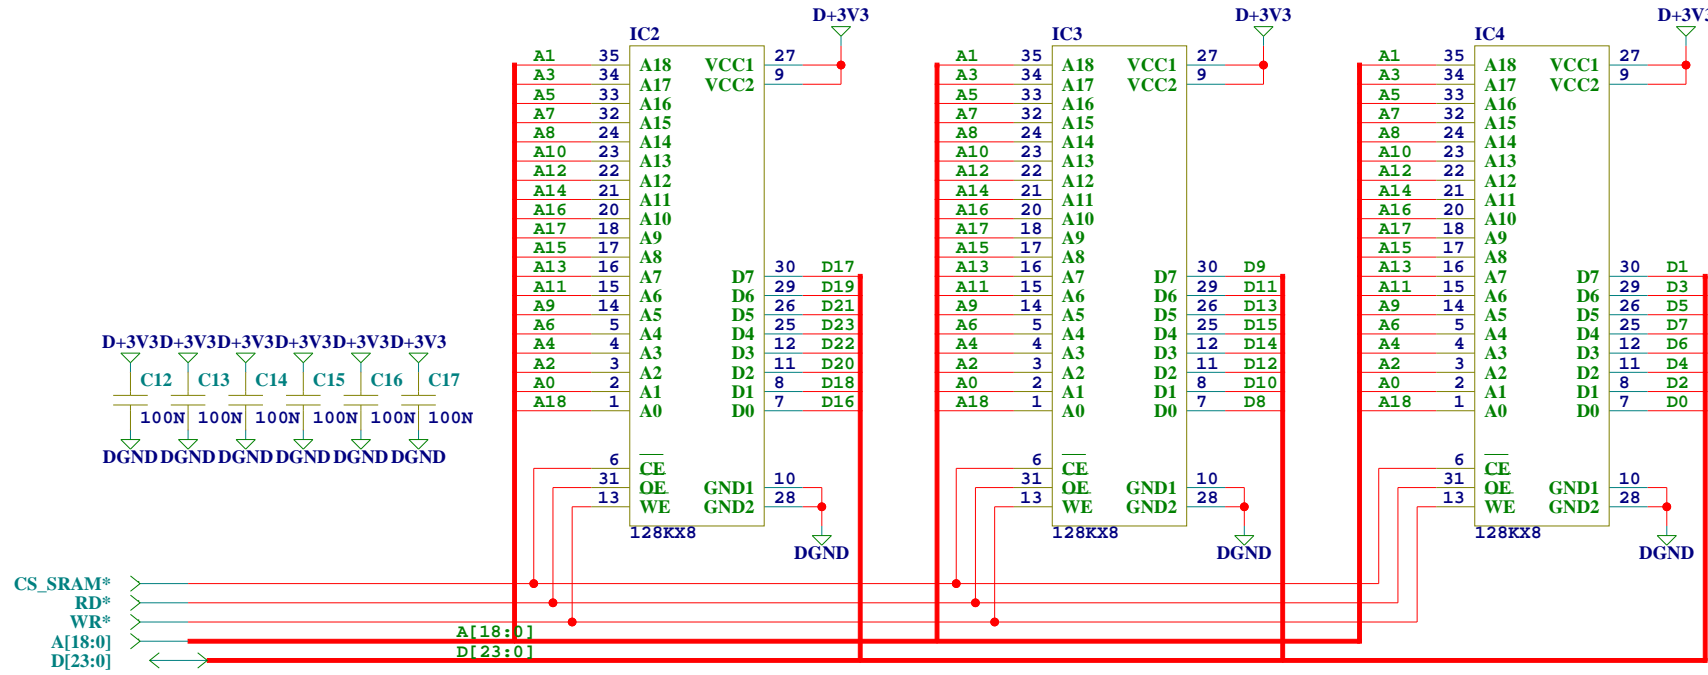 D+3V3 D+3V3 D+3V3
IC2 IC3 IC4
A1 35 A18 VCC1 27 A1 35 A18 VCC1 27 A1 35 A18 VCC1 27
A3 34 A17 VCC2 9 A3 34 A17 VCC2 9 A3 34 A17 VCC2 9
A5 33 A16 A5 33 A16 A5 33 A16
A7 32 A15 A7 32 A15 A7 32 A15
A8 24 A14 A8 24 A14 A8 24 A14
A10 23 A13 A10 23 A13 A10 23 A13
A12 22 A12 A12 22 A12 A12 22 A12
A14 21 A11 A14 21 A11 A14 21 A11
A16 20 A10 A16 20 A10 A16 20 A10
A17 18 A9 A17 18 A9 A17 18 A9
A15 17 A8 A15 17 A8 A15 17 A8
A13 16 A7 D7 30 D17 A13 16 A7 D7 30 D9 A13 16 A7 D7 30 D1
A11 15 A6 D6 29 D19 A11 15 A6 D6 29 D11 A11 15 A6 D6 29 D3
A9 14 A5 D5 26 D21 A9 14 A5 D5 26 D13 A9 14 A5 D5 26 D5
A6 5 A4 D4 25 D23 A6 5 A4 D4 25 D15 A6 5 A4 D4 25 D7
A4 4 A3 D3 12 D22 A4 4 A3 D3 12 D14 A4 4 A3 D3 12 D6
A2 3 A2 D2 11 D20 A2 3 A2 D2 11 D12 A2 3 A2 D2 11 D4
A0 2 A1 D1 8 D18 A0 2 A1 D1 8 D10 A0 2 A1 D1 8 D2
A18 1 A0 D0 7 D16 A18 1 A0 D0 7 D8 A18 1 A0 D0 7 D0
D+3V3 D+3V3 D+3V3 D+3V3 D+3V3 D+3V3
C12 C13 C14 C15 C16 C17
100N 100N 100N 100N 100N 100N
DGND DGND DGND DGND DGND DGND
6 CE 6 CE 6 CE
31 OE GND1 10 31 OE GND1 10 31 OE GND1 10
13 WE GND2 28 13 WE GND2 28 13 WE GND2 28
128KX8 128KX8 128KX8
DGND DGND DGND
CS_SRAM*
RD*
WR*
A[18:0] A[18:0]
D[23:0] D[23:0]